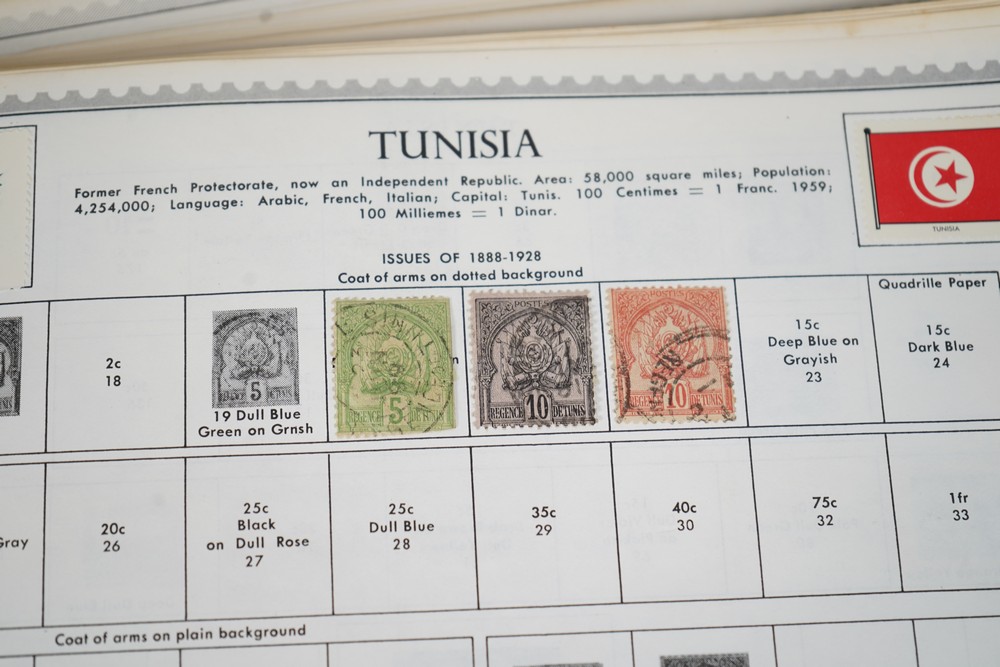 TUNISIA
Former French Protectorate, now an Independent Republic. Area: 58,000 square miles; Population:
4,254,000; Language: Arabic, French, Italian; Capital: Tunis. 100 Centimes = 1 Franc. 1959;
100 Milliemes = 1 Dinar.
TUNISIA
ISSUES OF 1888-1928
Coat of arms on dotted background
2c
18
5
19 Dull Blue
Green on Grnsh
REGENCE 5 DE TUNIS
POSTES
REGENCE 10 DE TUNIS
POSTES
REGENCE 10 DE TUNIS
15c
Deep Blue on
Grayish
23
Quadrille Paper
15c
Dark Blue
24
Gray
20c
26
25c
Black
on Dull Rose
27
25c
Dull Blue
28
35c
29
40c
30
75c
32
1fr
33
Coat of arms on plain background